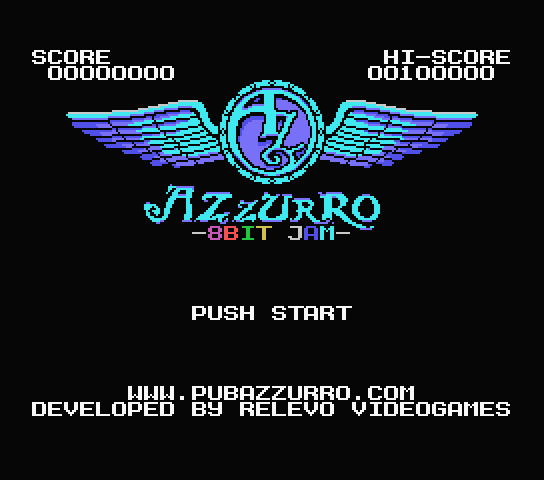 SCORE HI-SCORE
00000000 00100000
AZZURRO
-8BIT JAM-
PUSH START
WWW.PUBAZZURRO.COM
DEVELOPED BY RELEVO VIDEOGAMES